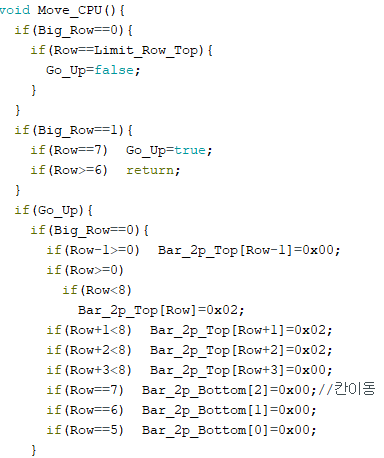 void Move_CPU(){
if(Big_Row==0){
if(Row==Limit_Row_Top){
Go_Up=false;
}
}
if(Big_Row==1){
if(Row==7) Go_Up=true;
if(Row>=6) return;
}
if(Go_Up){
if(Big_Row==0){
if(Row-1>=0) Bar_2p_Top[Row-1]=0x00;
if(Row>=0)
if(Row<8)
Bar_2p_Top[Row]=0x02;
if(Row+1<8) Bar_2p_Top[Row+1]=0x02;
if(Row+2<8) Bar_2p_Top[Row+2]=0x02;
if(Row+3<8) Bar_2p_Top[Row+3]=0x00;
if(Row==7) Bar_2p_Bottom[2]=0x00;//칸이동
if(Row==6) Bar_2p_Bottom[1]=0x00;
if(Row==5) Bar_2p_Bottom[0]=0x00;
}